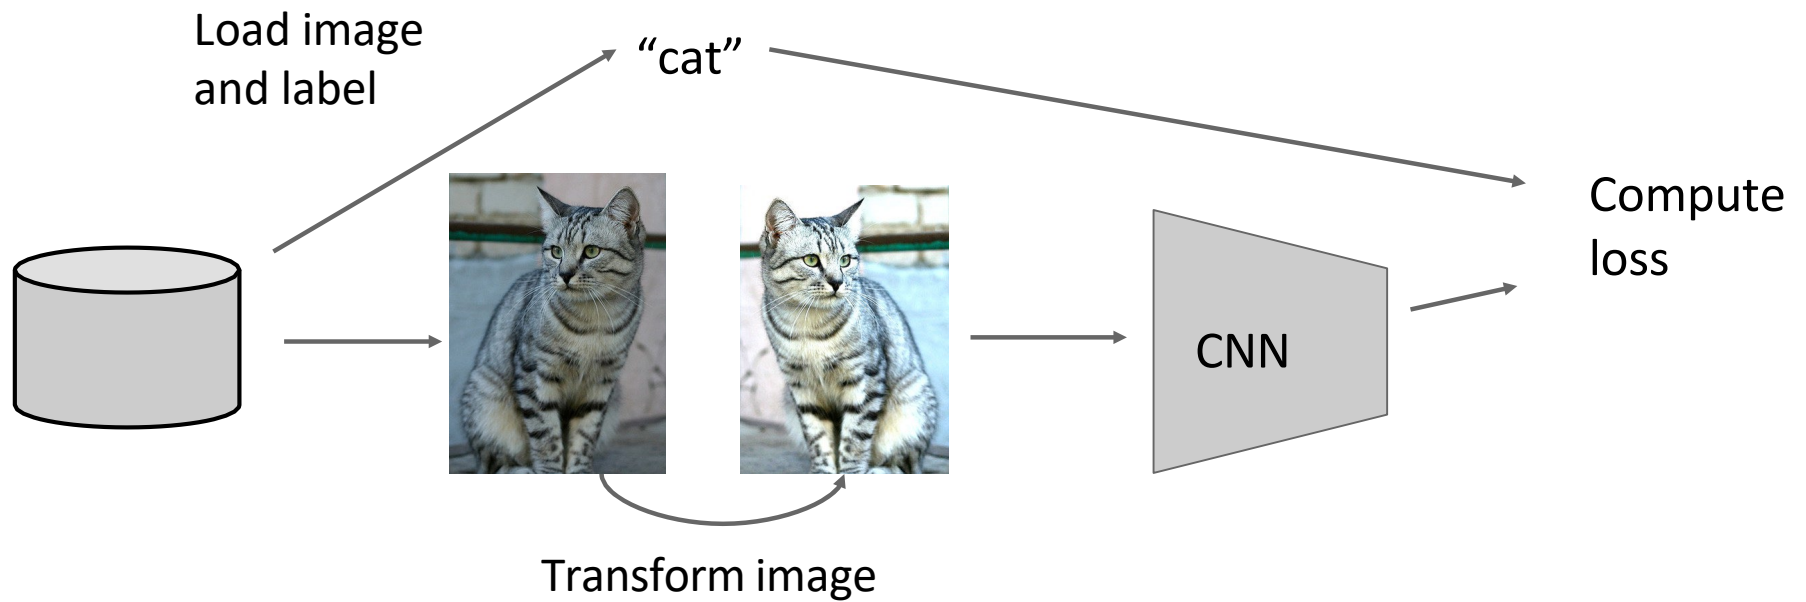 Load image
and label
“cat”
Compute
loss
CNN
Transform image